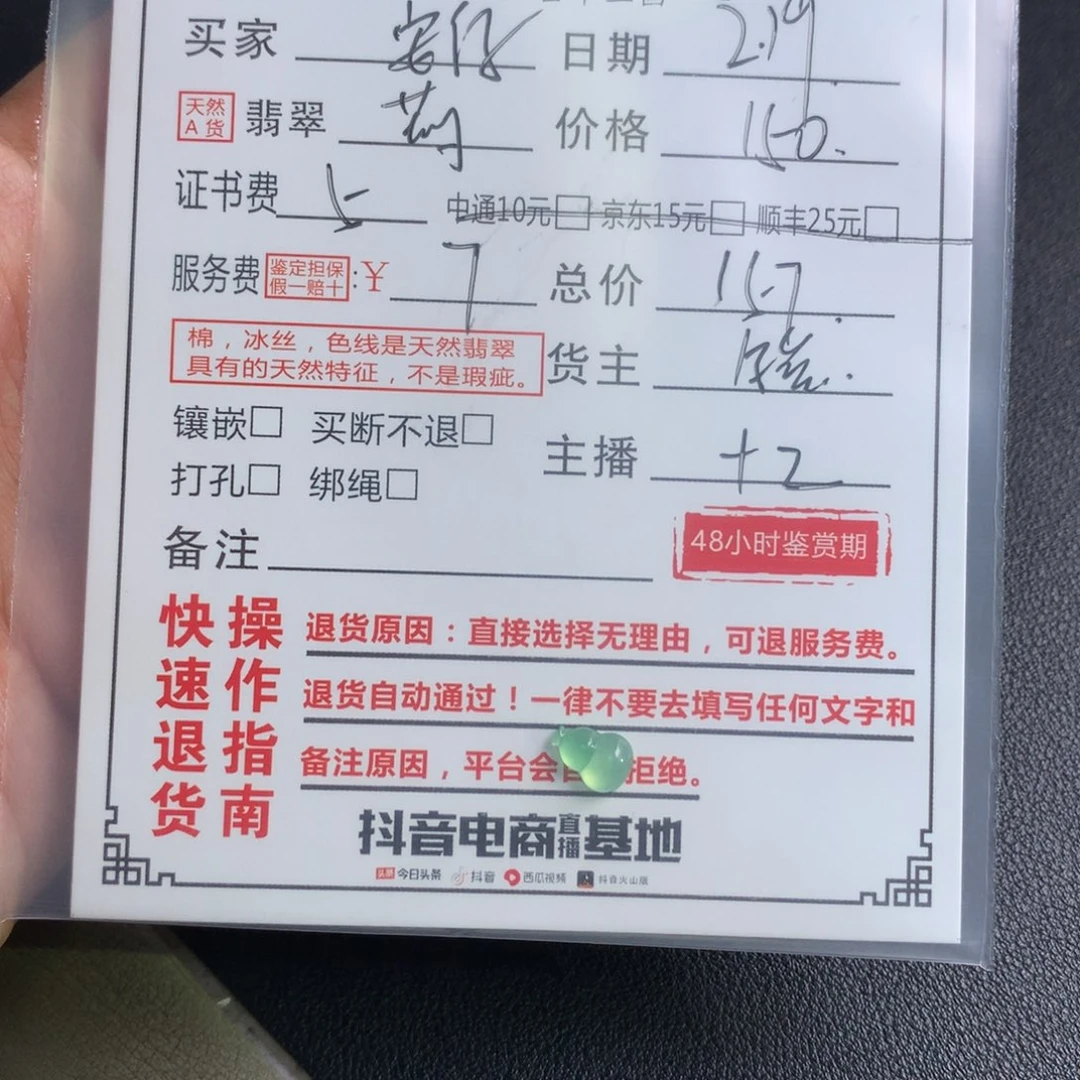 买家 日期 2.19
天然A货 翡翠 价格 150.
证书费 5 中通10元□ 京东15元□ 顺丰25元□
服务费 鉴定担保假一赔十:¥ 7 总价 157.
棉，冰丝，色线是天然翡翠
具有的天然特征，不是瑕疵。
货主
镶嵌□ 买断不退□
打孔□ 绑绳□
主播 十2
备注
48小时鉴赏期
快速退货
操作指南
退货原因：直接选择无理由，可退服务费。
退货自动通过！一律不要去填写任何文字和
备注原因，平台会拒绝。
抖音电商直播基地
头条 今日头条 抖音 西瓜视频 抖音火山版